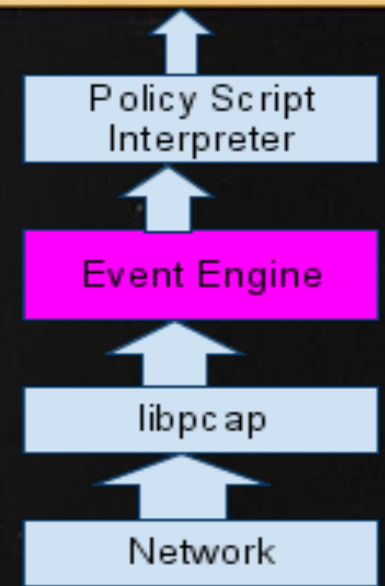 Policy Script
Interpreter
Event Engine
libpcap
Network